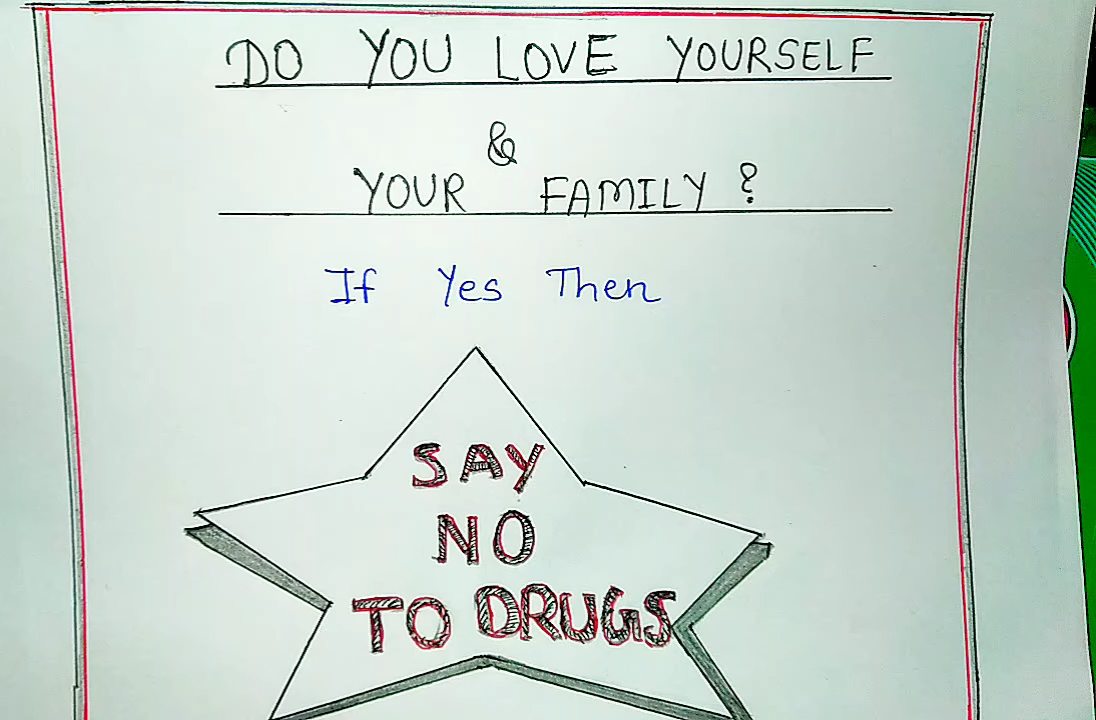 DO YOU LOVE YOURSELF
&
YOUR FAMILY?
If Yes Then
SAY
NO
TO DRUGS